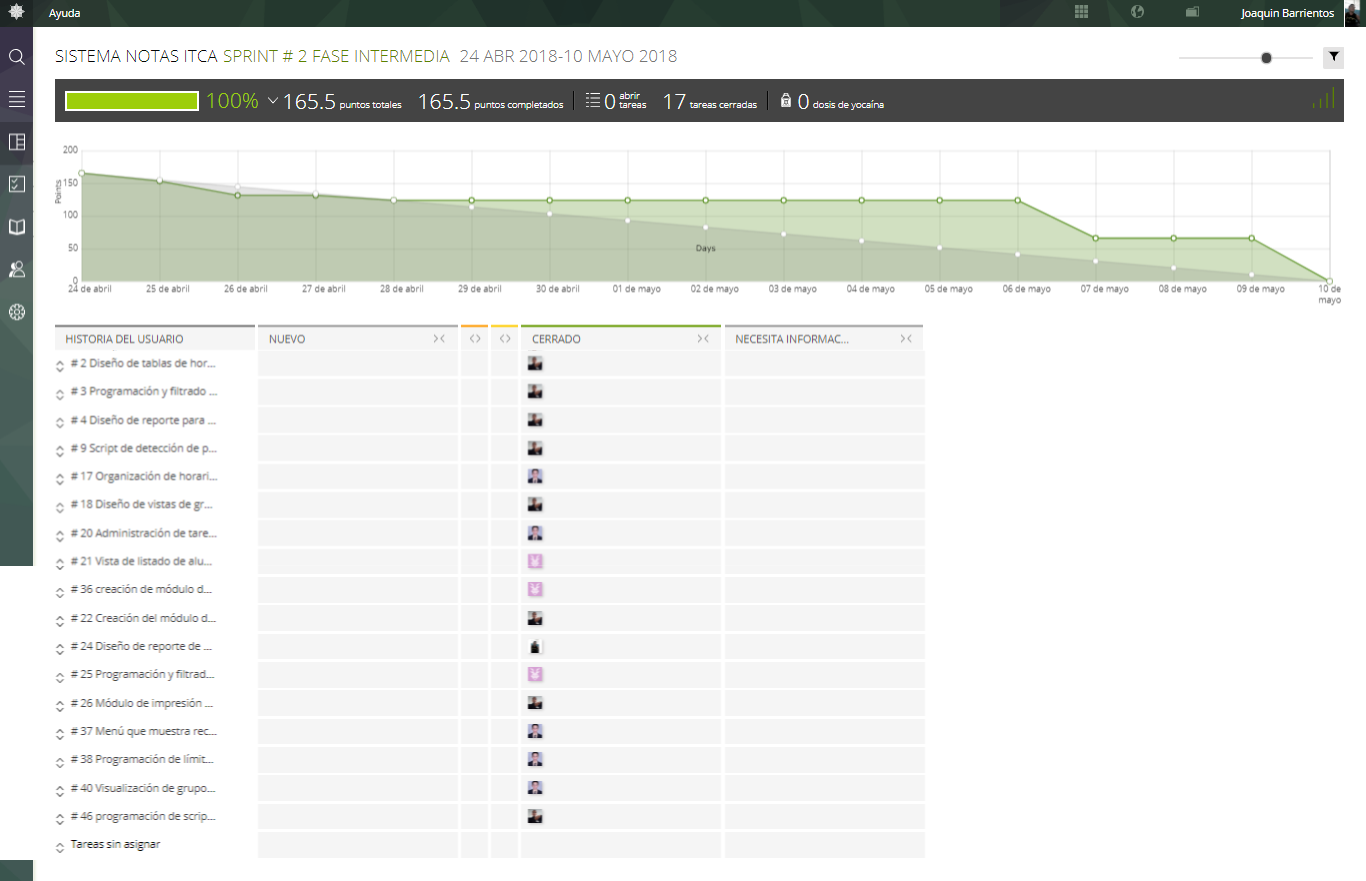 Ayuda
Joaquin Barrientos
SISTEMA NOTAS ITCA SPRINT # 2 FASE INTERMEDIA 24 ABR 2018-10 MAYO 2018
100% 165.5 puntos totales 165.5 puntos completados 0 abrir tareas 17 tareas cerradas 0 dosis de yocaína
200
150
100
50
0
Points
Days
24 de abril 25 de abril 26 de abril 27 de abril 28 de abril 29 de abril 30 de abril 01 de mayo 02 de mayo 03 de mayo 04 de mayo 05 de mayo 06 de mayo 07 de mayo 08 de mayo 09 de mayo 10 de mayo
HISTORIA DEL USUARIO NUEVO CERRADO NECESITA INFORMAC...
# 2 Diseño de tablas de hor...
# 3 Programación y filtrado ...
# 4 Diseño de reporte para ...
# 9 Script de detección de p...
# 17 Organización de horari...
# 18 Diseño de vistas de gr...
# 20 Administración de tare...
# 21 Vista de listado de alu...
# 36 creación de módulo d...
# 22 Creación del módulo d...
# 24 Diseño de reporte de ...
# 25 Programación y filtrad...
# 26 Módulo de impresión ...
# 37 Menú que muestra rec...
# 38 Programación de límit...
# 40 Visualización de grupo...
# 46 programación de scrip...
Tareas sin asignar